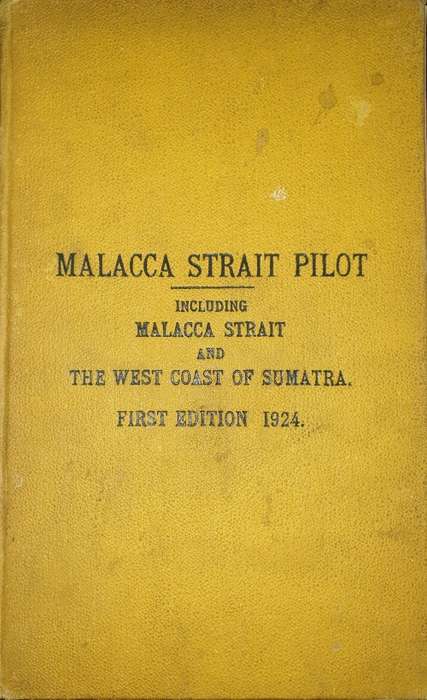 MALACCA STRAIT PILOT
INCLUDING
MALACCA STRAIT
AND
THE WEST COAST OF SUMATRA.
FIRST EDITION 1924.